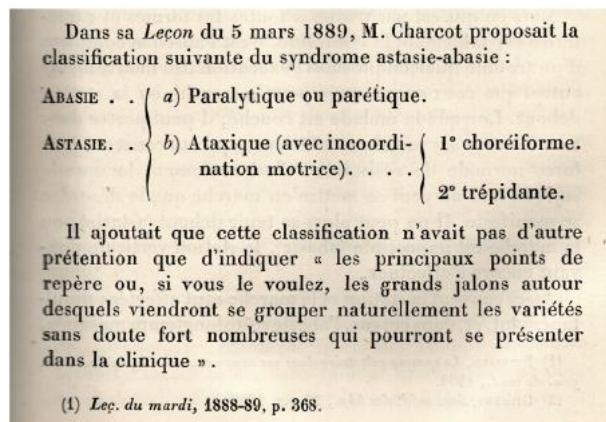 Dans sa Leçon du 5 mars 1889, M. Charcot proposait la
classification suivante du syndrome astasie-abasie :
ABASIE . . { a) Paralytique ou parétique.
ASTASIE. . b) Ataxique (avec incoordi- { 1° choréiforme.
nation motrice). . . . 2° trépidante.
Il ajoutait que cette classification n'avait pas d'autre
prétention que d'indiquer « les principaux points de
repère ou, si vous le voulez, les grands jalons autour
desquels viendront se grouper naturellement les variétés
sans doute fort nombreuses qui pourront se présenter
dans la clinique ».
(1) Leç. du mardi, 1888-89, p. 368.